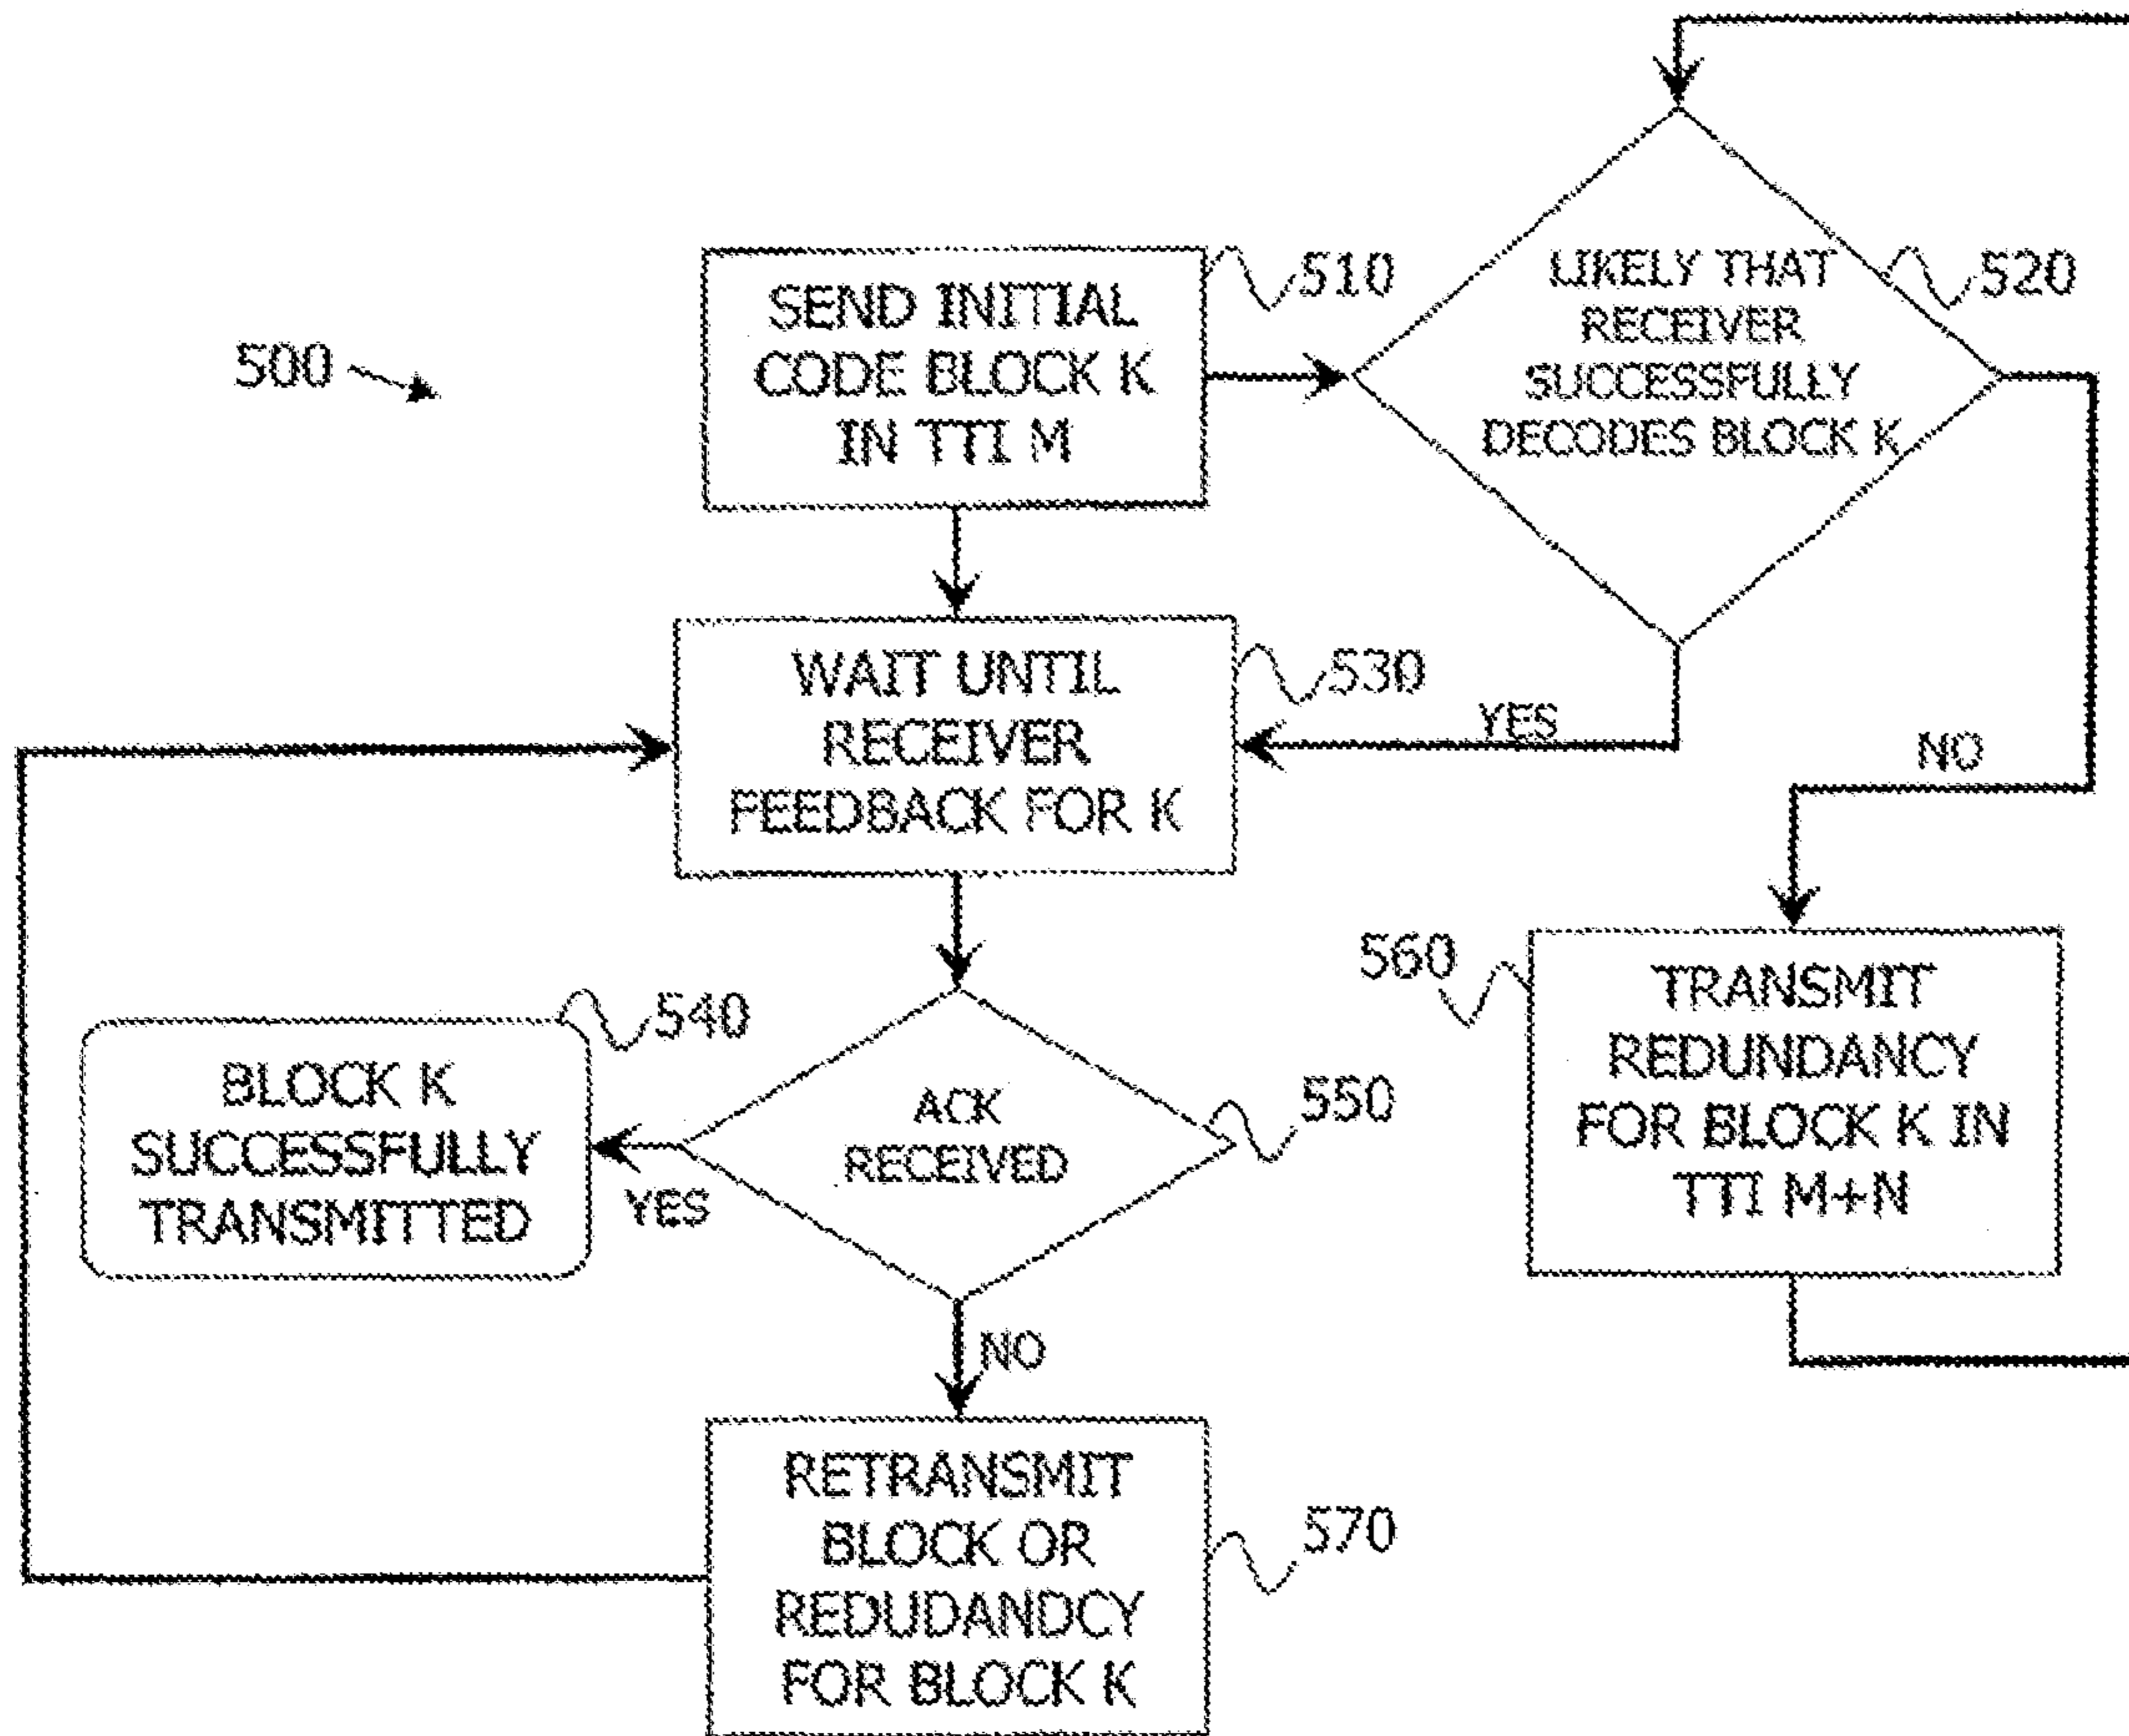 500
SEND INITIAL
CODE BLOCK K
IN TTI M
510
LIKELY THAT
RECEIVER
SUCCESSFULLY
DECODES BLOCK K
520
WAIT UNTIL
RECEIVER
FEEDBACK FOR K
530
YES
NO
BLOCK K
SUCCESSFULLY
TRANSMITTED
540
YES
ACK
RECEIVED
550
560
TRANSMIT
REDUNDANCY
FOR BLOCK K IN
TTI M+N
NO
RETRANSMIT
BLOCK OR
REDUDANDCY
FOR BLOCK K
570